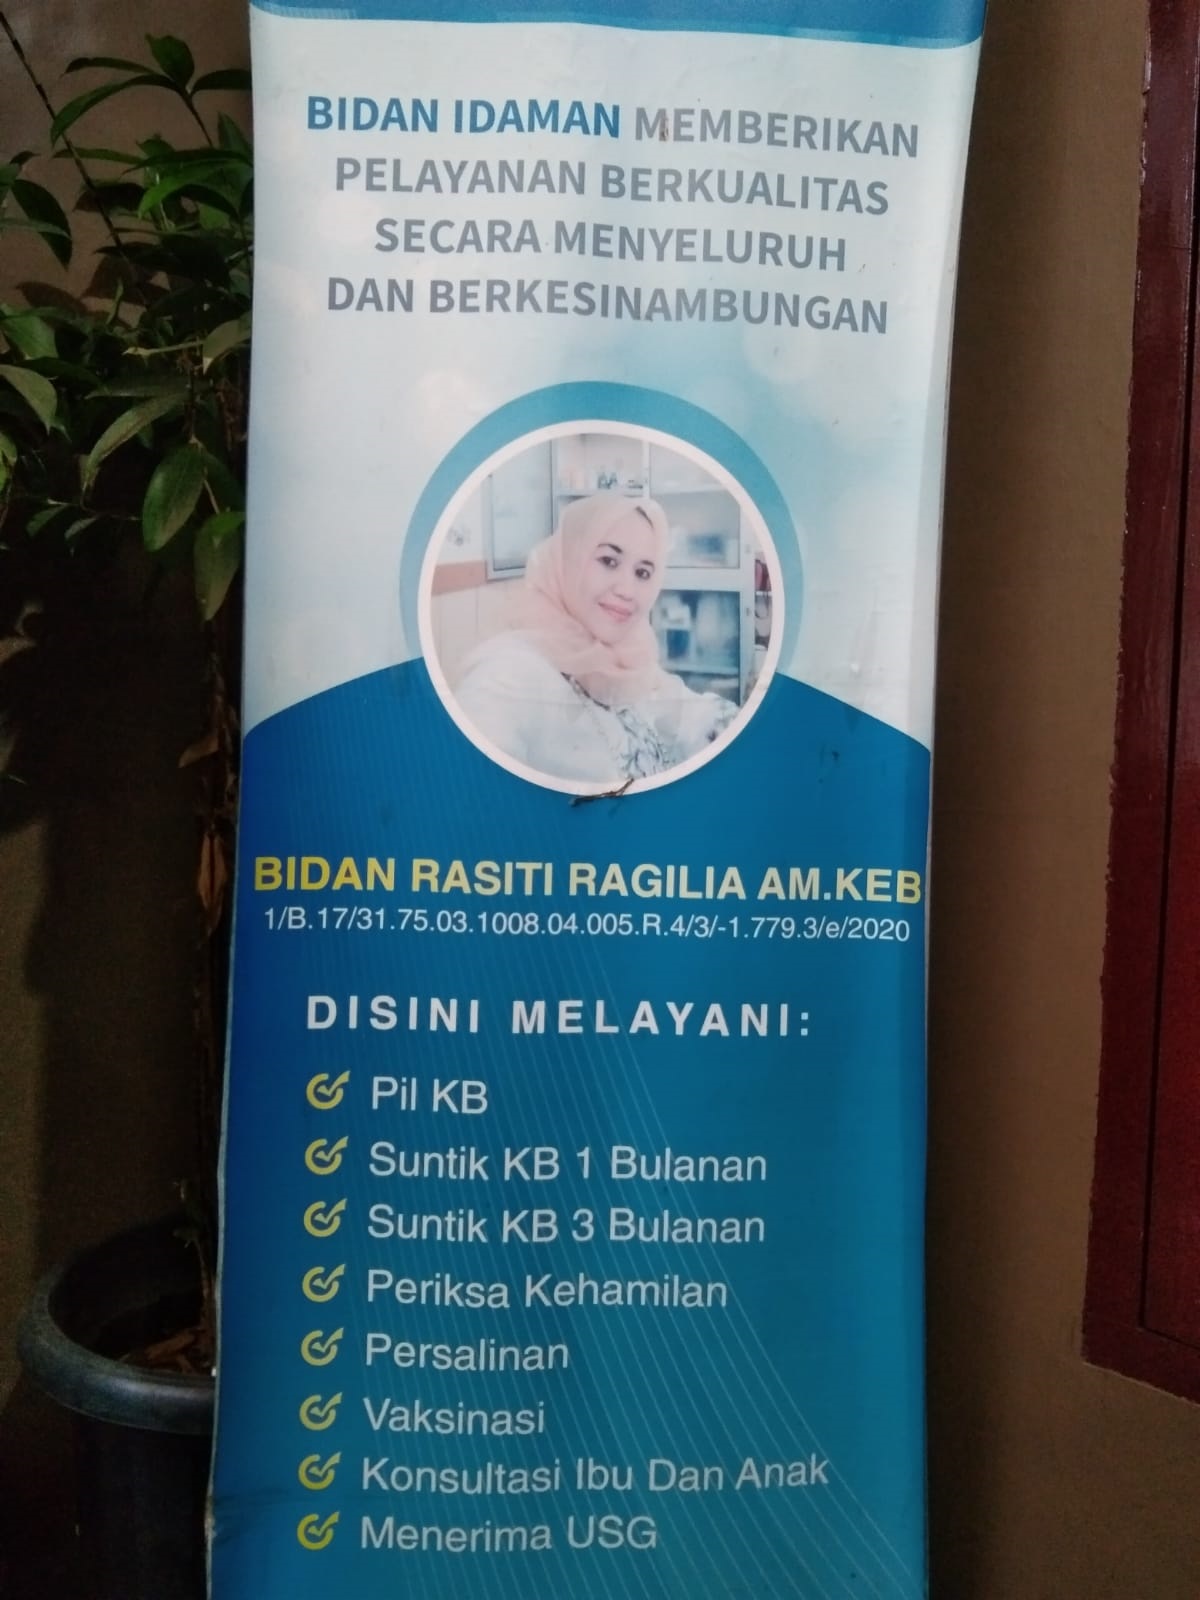 BIDAN IDAMAN MEMBERIKAN
PELAYANAN BERKUALITAS
SECARA MENYELURUH
DAN BERKESINAMBUNGAN
BIDAN RASITI RAGILIA AM.KEB
1/B.17/31.75.03.1008.04.005.R.4/3/-1.779.3/e/2020
DISINI MELAYANI:
Pil KB
Suntik KB 1 Bulanan
Suntik KB 3 Bulanan
Periksa Kehamilan
Persalinan
Vaksinasi
Konsultasi Ibu Dan Anak
Menerima USG